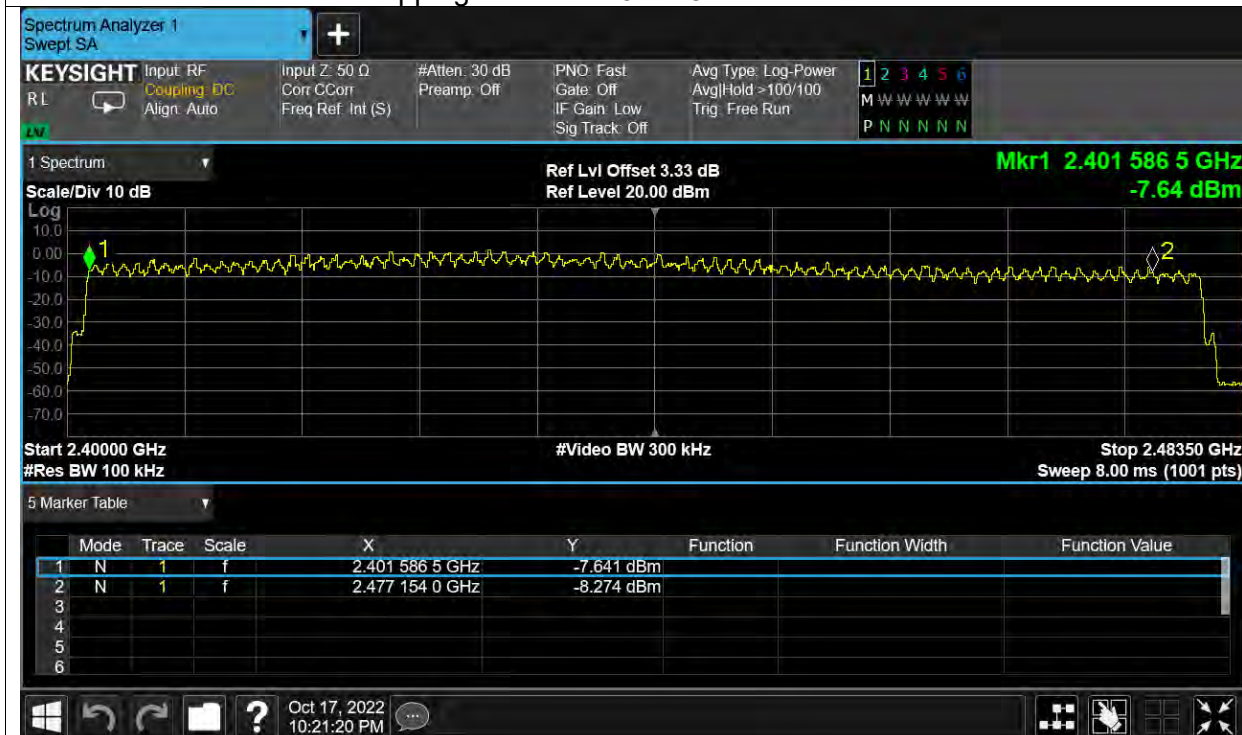 Spectrum Analyzer 1
Swept SA
+
KEYSIGHT Input: RF Input Z: 50 Ω #Atten: 30 dB PNO: Fast Avg Type: Log-Power 1 2 3 4 5 6
RL Coupling: DC Corr CCorr Preamp: Off Gate: Off Avg|Hold >100/100 M W W W W W W
Align: Auto Freq Ref: Int (S) IF Gain: Low Trig: Free Run
Sig Track: Off P N N N N N
LXI
1 Spectrum Ref Lvl Offset 3.33 dB Mkr1 2.401 586 5 GHz
Scale/Div 10 dB Ref Level 20.00 dBm -7.64 dBm
Log
10.0
0.00 1 2
-10.0
-20.0
-30.0
-40.0
-50.0
-60.0
-70.0
Start 2.40000 GHz #Video BW 300 kHz Stop 2.48350 GHz
#Res BW 100 kHz Sweep 8.00 ms (1001 pts)
5 Marker Table
Mode Trace Scale X Y Function Function Width Function Value
1 N 1 f 2.401 586 5 GHz -7.641 dBm
2 N 1 f 2.477 154 0 GHz -8.274 dBm
3
4
5
6
? Oct 17, 2022
10:21:20 PM